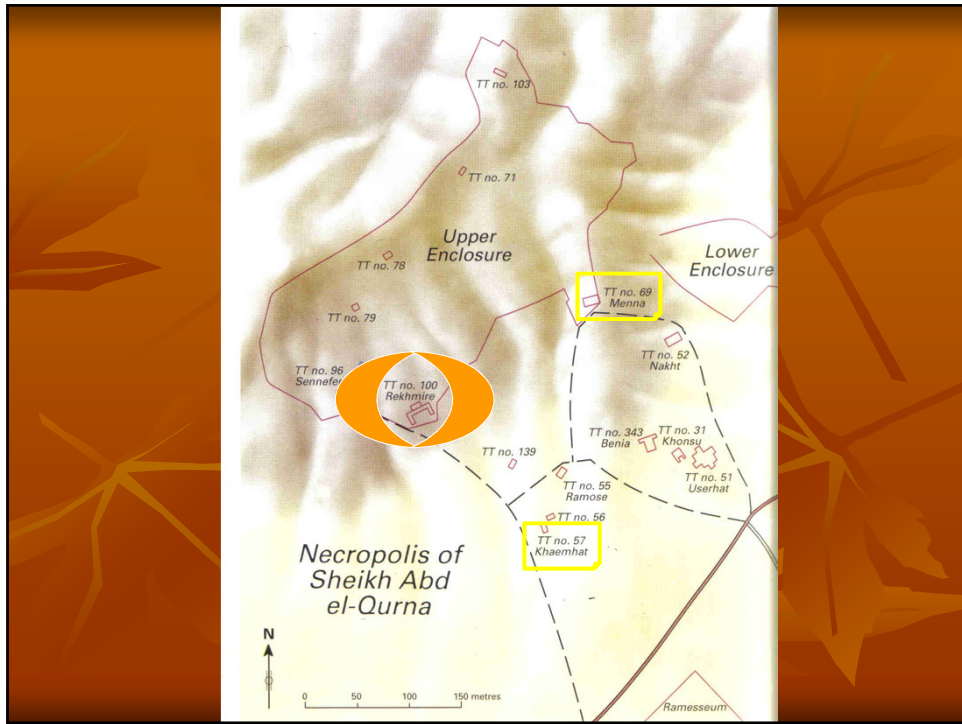 TT no. 103
TT no. 71
Upper
Enclosure
Lower
Enclosure
TT no. 78
TT no. 69
Menna
TT no. 79
TT no. 52
Nakht
TT no. 96
TT no. 100
Rekhmire
TT no. 343
Benia
TT no. 31
Khonsu
TT no. 139
TT no. 55
Ramose
TT no. 51
Userhat
TT no. 56
TT no. 57
Khaemhat
Necropolis of
Sheikh Abd
el-Qurna
N
0 50 100 150 metres
Ramesseum